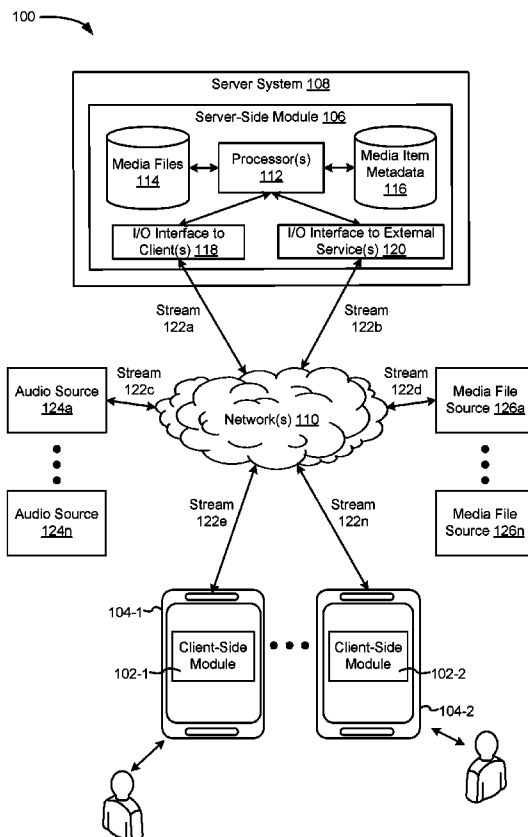 100
Server System 108
Server-Side Module 106
Media Files
114
Processor(s)
112
Media Item
Metadata
116
I/O Interface to
Client(s) 118
I/O Interface to External
Service(s) 120
Stream
122a
Stream
122b
Audio Source
124a
Stream
122c
Network(s) 110
Stream
122d
Media File
Source 126a
Audio Source
124n
Stream
122e
Stream
122n
Media File
Source 126n
104-1
Client-Side
Module
102-1
Client-Side
Module
102-2
104-2